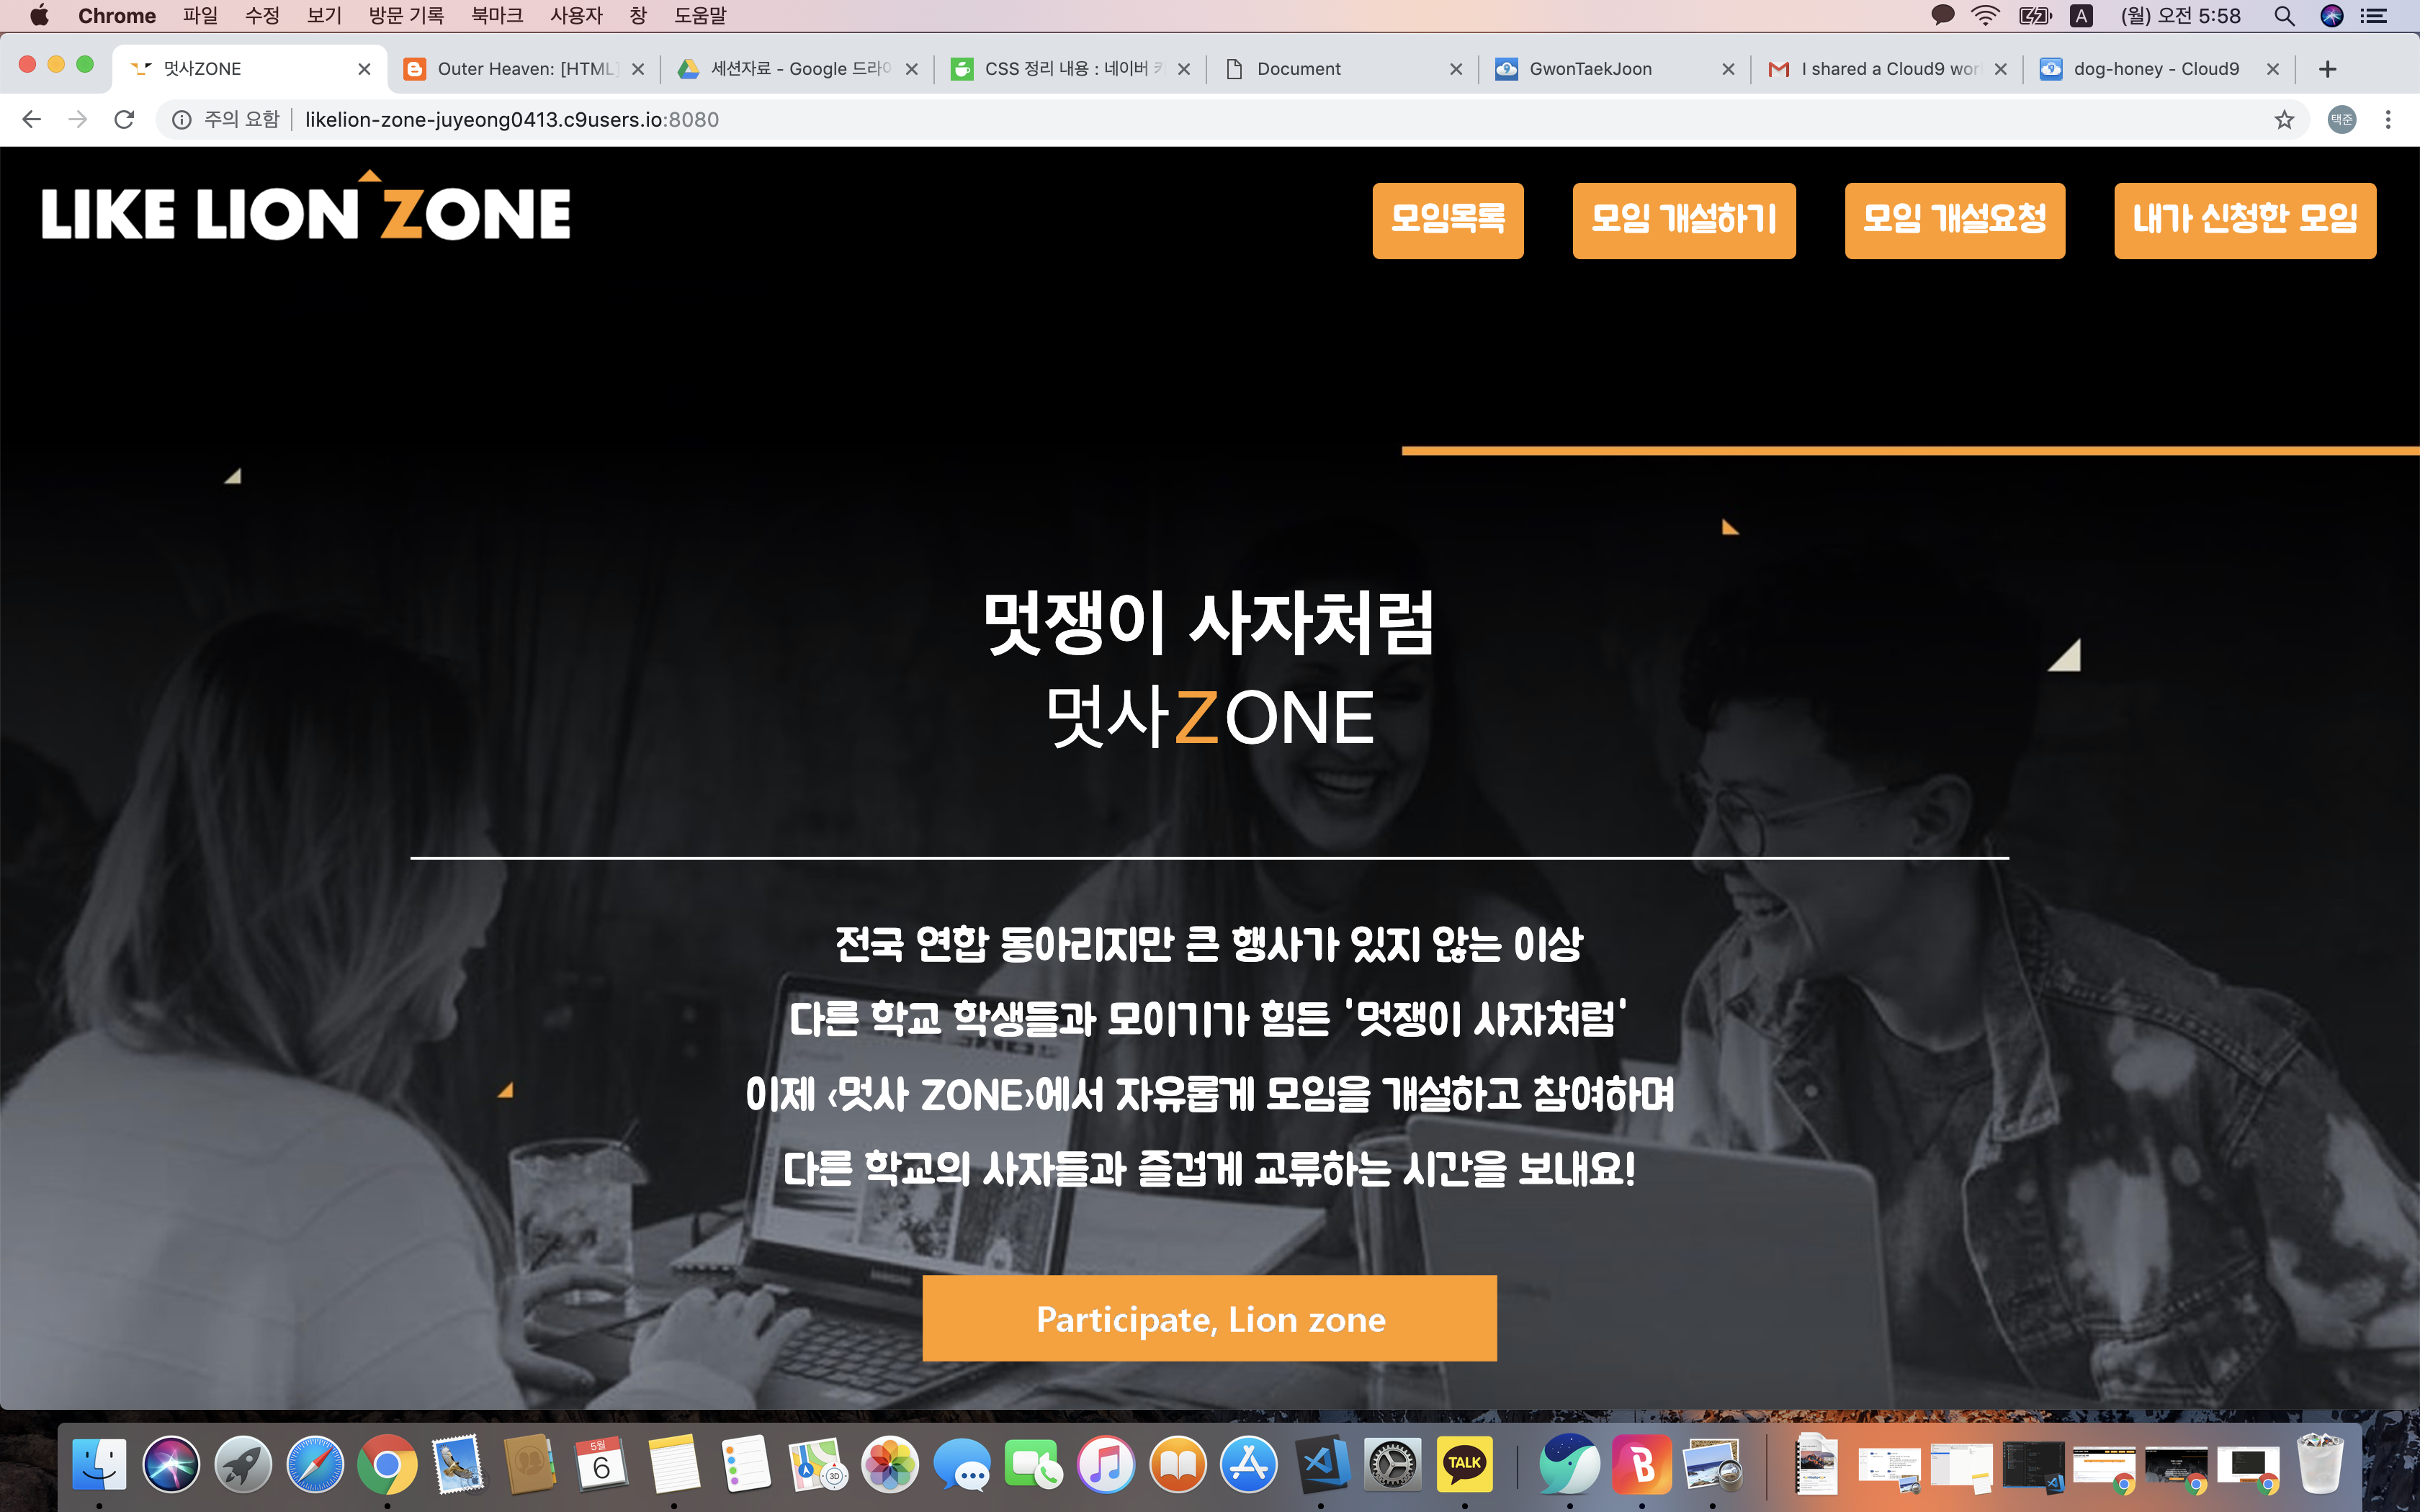 Chrome 파일 수정 보기 방문 기록 북마크 사용자 창 도움말 A (월) 오전 5:58
멋사ZONE Outer Heaven: [HTML] 세션자료 - Google 드라이 CSS 정리 내용 : 네이버 카 Document GwonTaekJoon I shared a Cloud9 wor dog-honey - Cloud9
주의 요함 likelion-zone-juyeong0413.c9users.io:8080 택준
LIKE LION ZONE 모임목록 모임 개설하기 모임 개설요청 내가 신청한 모임
멋쟁이 사자처럼
멋사ZONE
전국 연합 동아리지만 큰 행사가 있지 않는 이상
다른 학교 학생들과 모이기가 힘든 '멋쟁이 사자처럼'
이제 <멋사 ZONE>에서 자유롭게 모임을 개설하고 참여하며
다른 학교의 사자들과 즐겁게 교류하는 시간을 보내요!
Participate, Lion zone
5월
6
3D
TALK